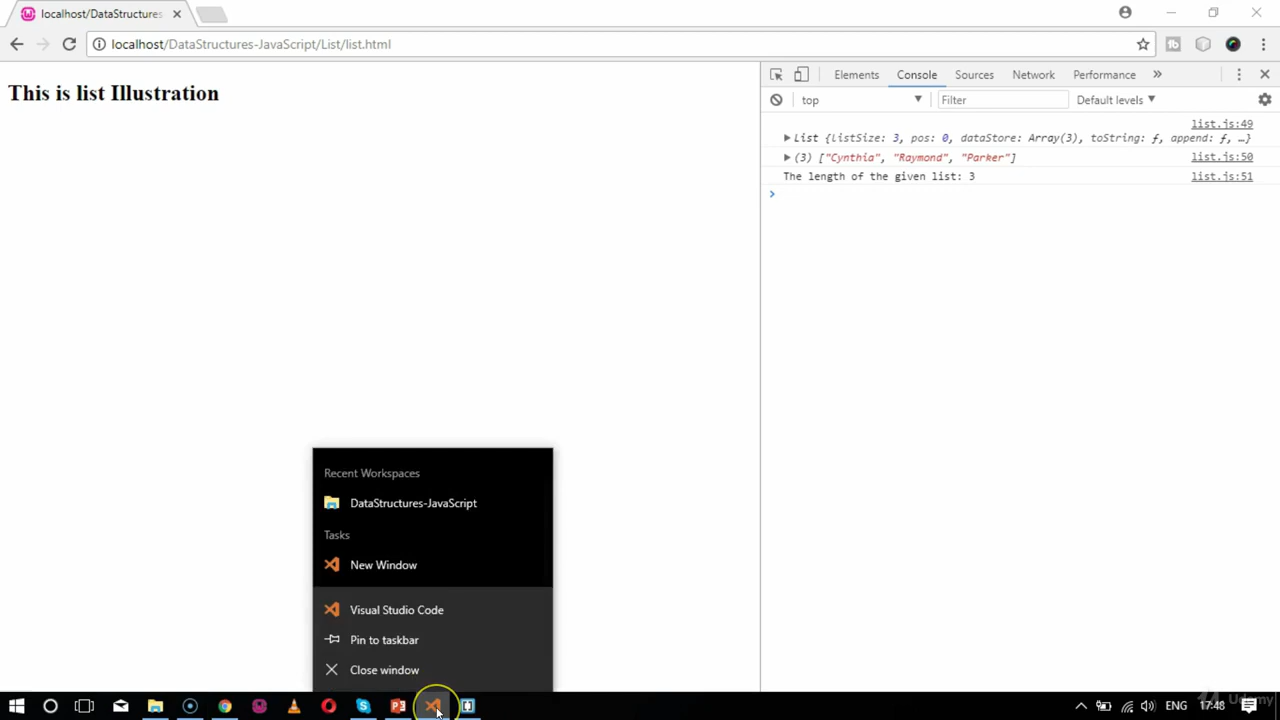 localhost/DataStructures
localhost/DataStructures-JavaScript/List/list.html
This is list Illustration
Elements Console Sources Network Performance »
top Filter Default levels
list.js:49
List {listSize: 3, pos: 0, dataStore: Array(3), toString: ƒ, append: ƒ, …}
(3) ["Cynthia", "Raymond", "Parker"] list.js:50
The length of the given list: 3 list.js:51
Recent Workspaces
DataStructures-JavaScript
Tasks
New Window
Visual Studio Code
Pin to taskbar
Close window
ENG 17:48
Udemy